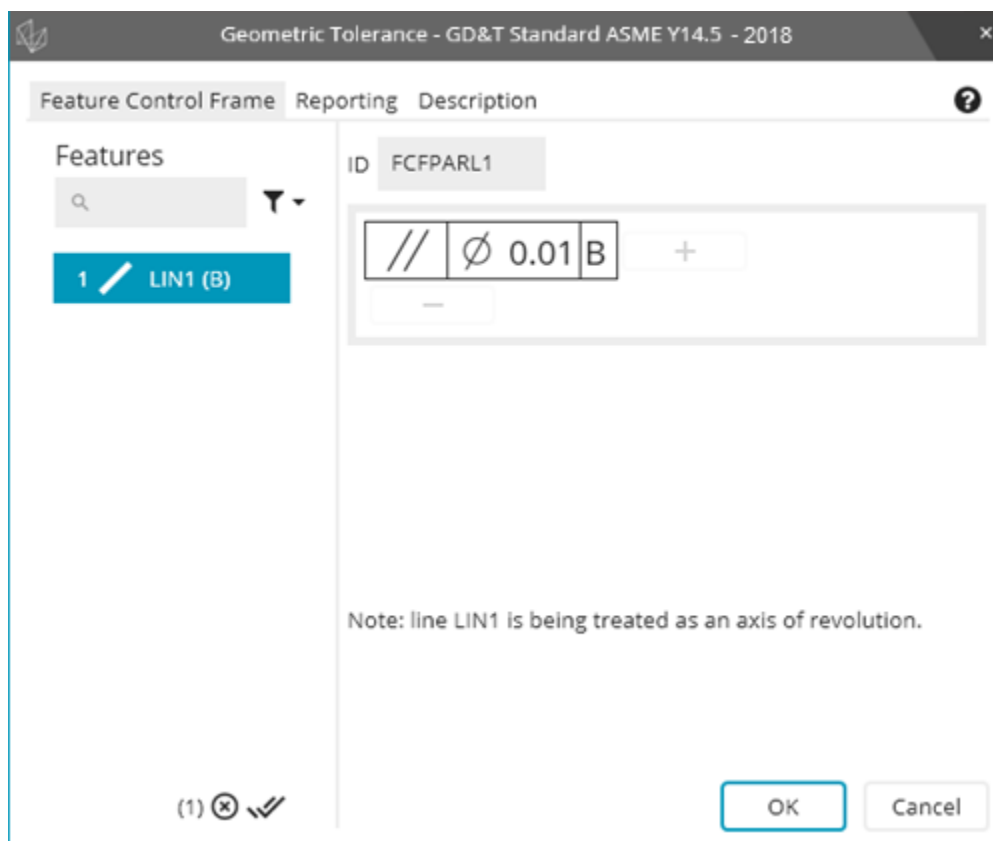 Geometric Tolerance - GD&T Standard ASME Y14.5 - 2018
Feature Control Frame Reporting Description
Features
ID FCFPARL1
// ∅ 0.01 B
1 LIN1 (B)
Note: line LIN1 is being treated as an axis of revolution.
(1)
OK Cancel